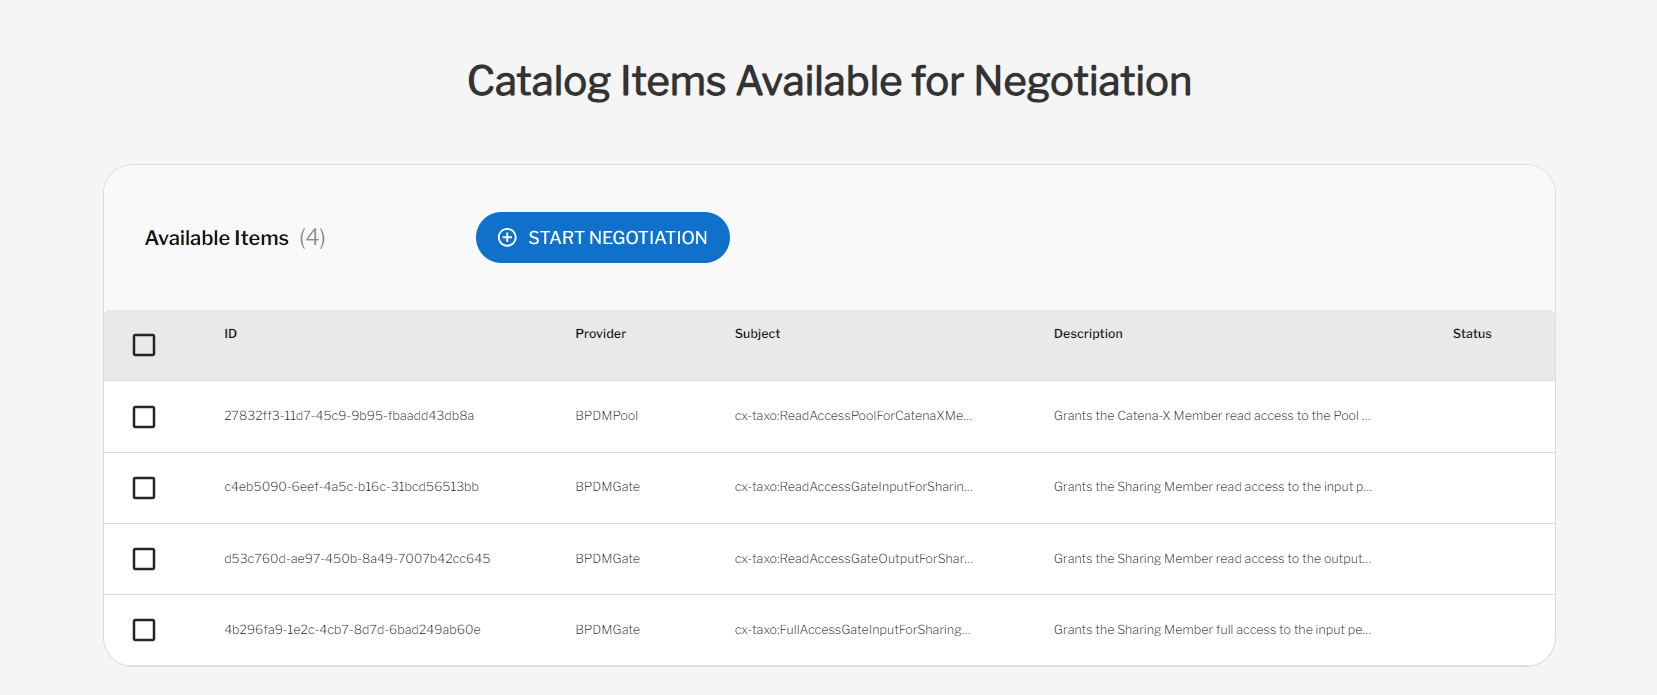 Catalog Items Available for Negotiation
Available Items (4)
START NEGOTIATION
ID Provider Subject Description Status
27832ff3-11d7-45c9-9b95-fbaadd43db8a BPDMPool cx-taxo:ReadAccessPoolForCatenaXMe... Grants the Catena-X Member read access to the Pool ...
c4eb5090-6eef-4a5c-b16c-31bcd56513bb BPDMGate cx-taxo:ReadAccessGateInputForSharin... Grants the Sharing Member read access to the input p...
d53c760d-ae97-450b-8a49-7007b42cc645 BPDMGate cx-taxo:ReadAccessGateOutputForShar... Grants the Sharing Member read access to the output...
4b296fa9-1e2c-4cb7-8d7d-6bad249ab60e BPDMGate cx-taxo:FullAccessGateInputForSharing... Grants the Sharing Member full access to the input pe...